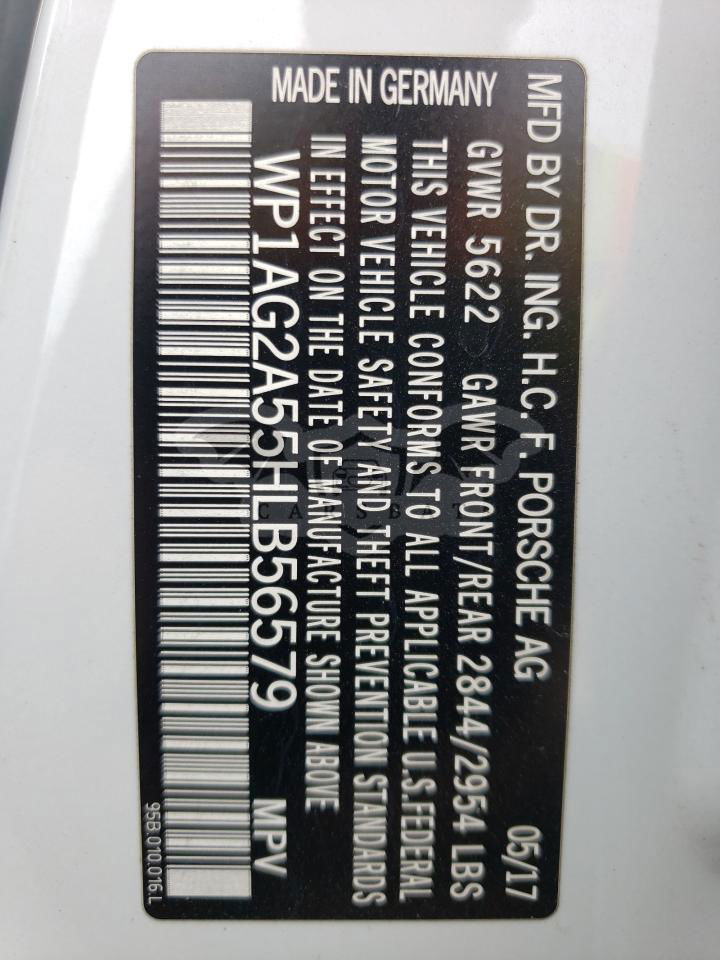 MFD BY DR. ING. H.C. F. PORSCHE AG 05/17
GVWR 5622 GAWR FRONT/REAR 2844/2954 LBS
THIS VEHICLE CONFORMS TO ALL APPLICABLE U.S.FEDERAL
MOTOR VEHICLE SAFETY AND THEFT PREVENTION STANDARDS
IN EFFECT ON THE DATE OF MANUFACTURE SHOWN ABOVE
WP1AG2A55HLB56579 MPV
MADE IN GERMANY
95B.010.016.L
CARSBAT